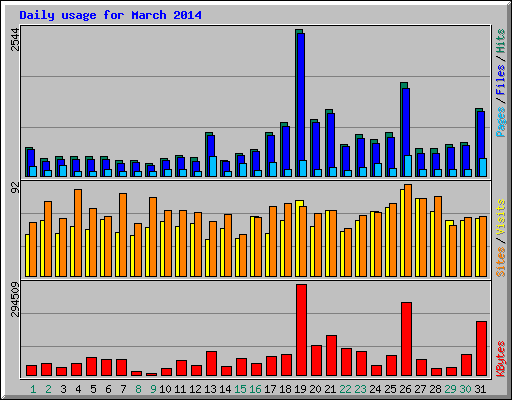 Daily usage for March 2014
2544
Pages / Files / Hits
92
Sites / Visits
294509
KBytes
1 2 3 4 5 6 7 8 9 10 11 12 13 14 15 16 17 18 19 20 21 22 23 24 25 26 27 28 29 30 31